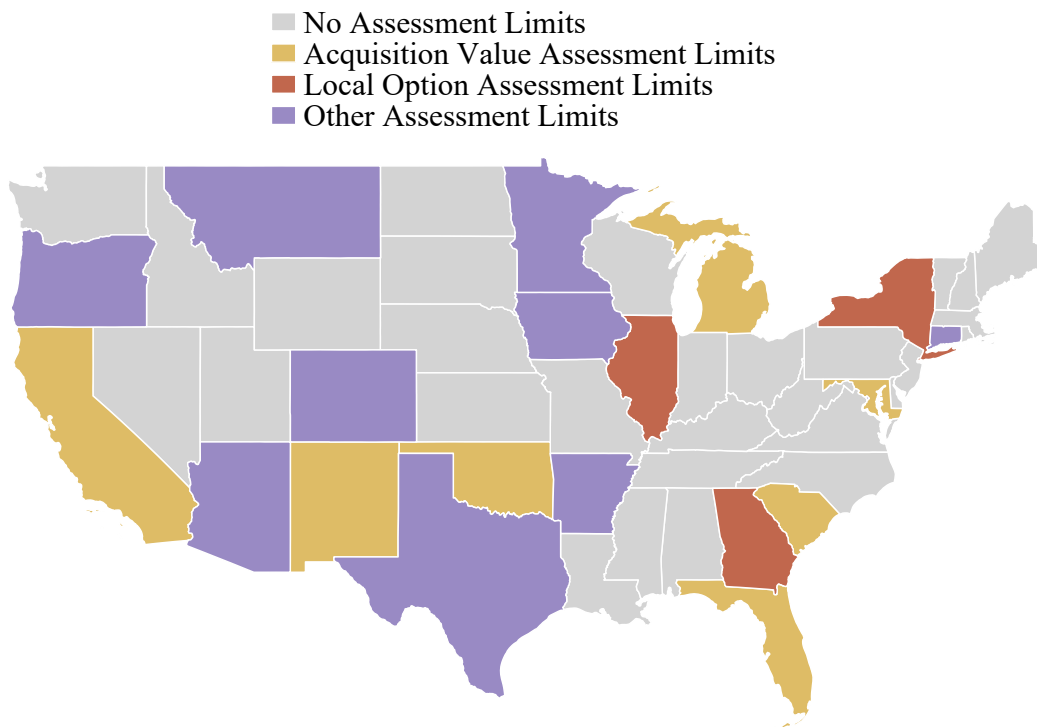 No Assessment Limits
Acquisition Value Assessment Limits
Local Option Assessment Limits
Other Assessment Limits